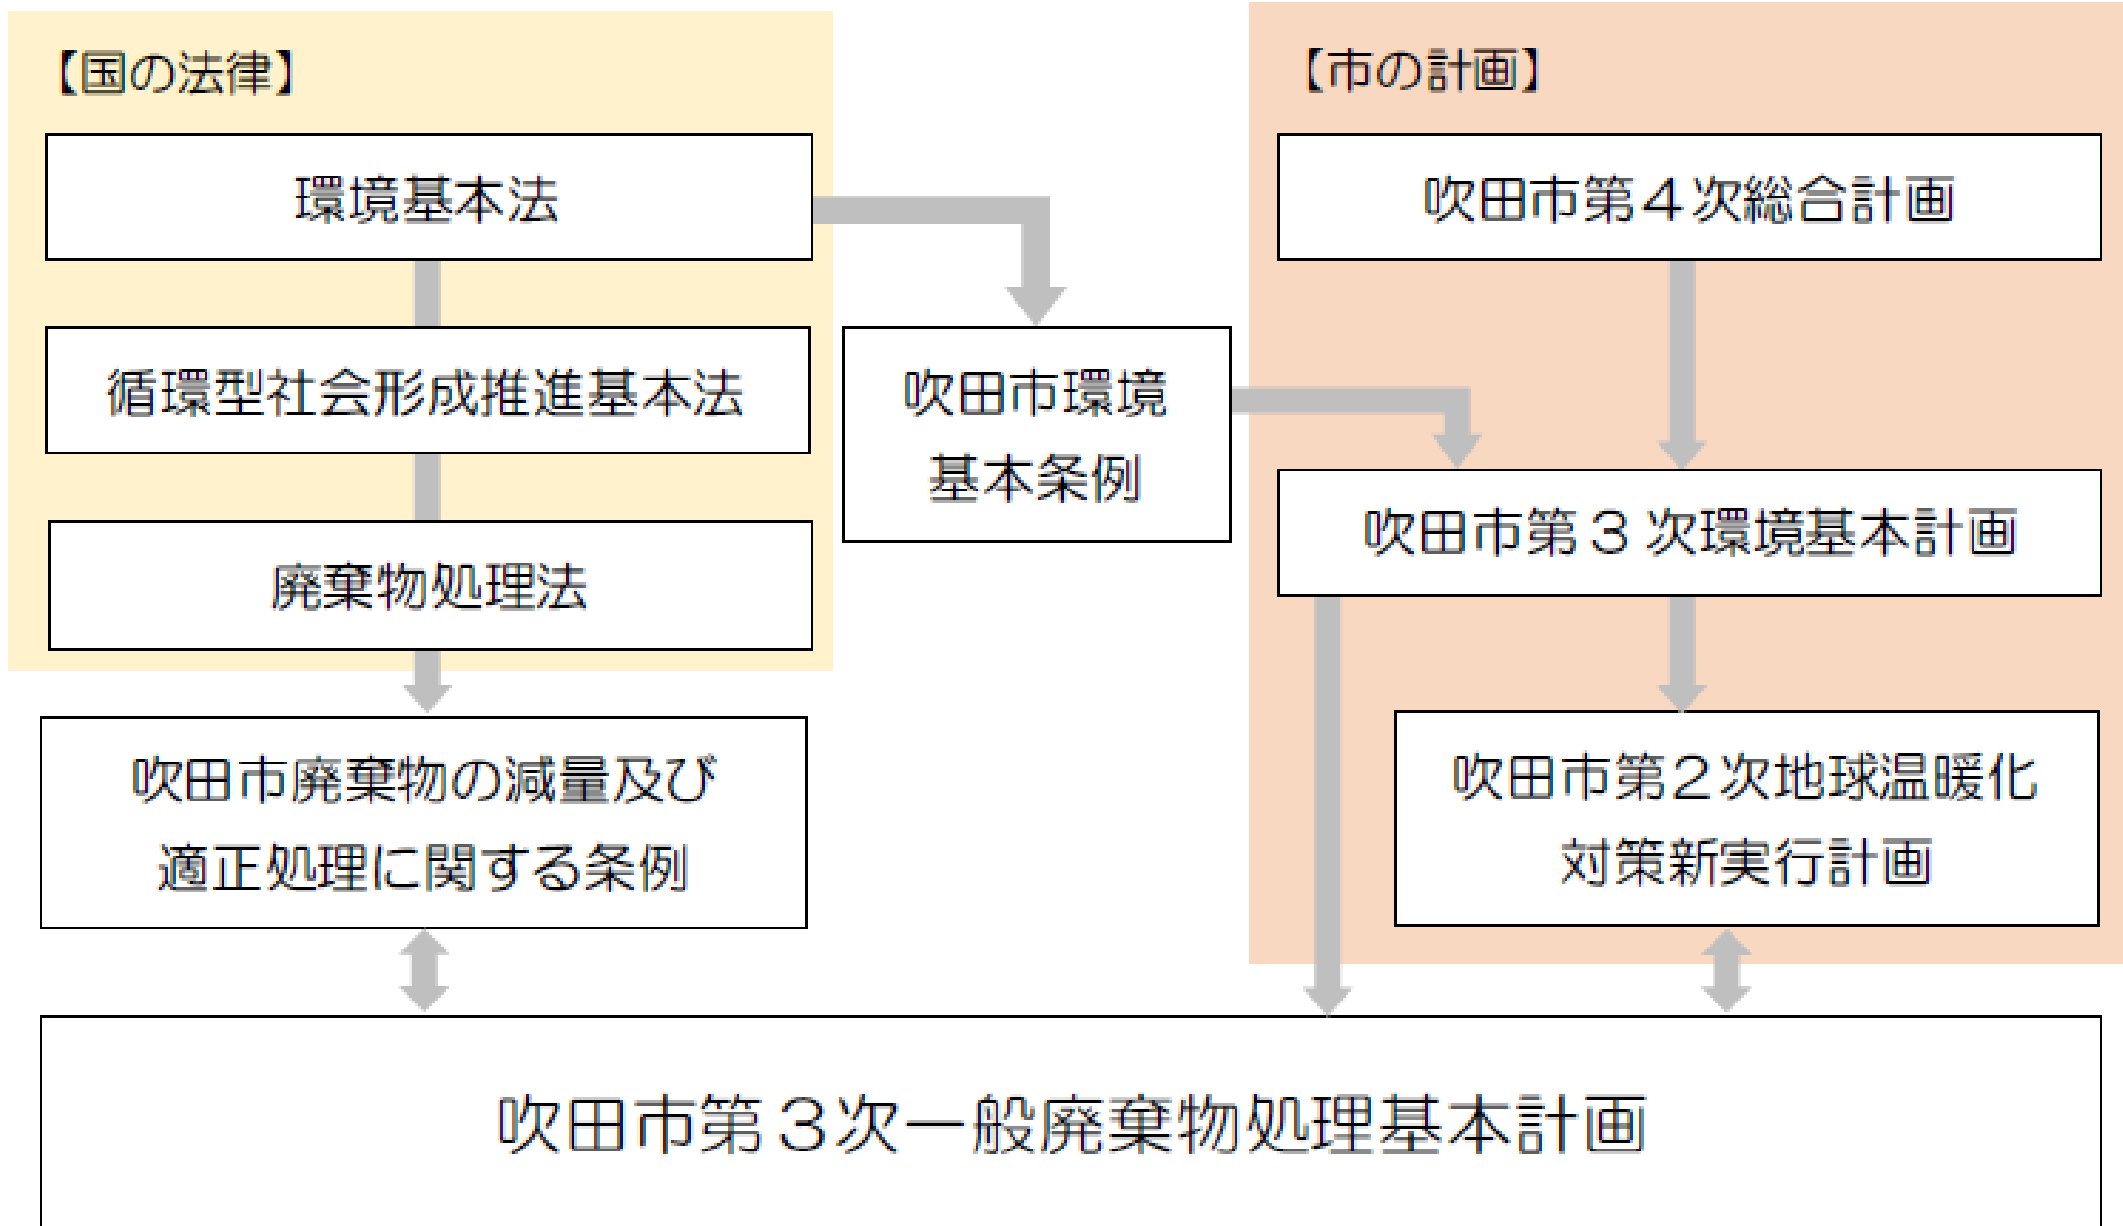 【国の法律】
環境基本法
循環型社会形成推進基本法
廃棄物処理法
吹田市廃棄物の減量及び
適正処理に関する条例
吹田市環境
基本条例
【市の計画】
吹田市第４次総合計画
吹田市第３次環境基本計画
吹田市第２次地球温暖化
対策新実行計画
吹田市第３次一般廃棄物処理基本計画